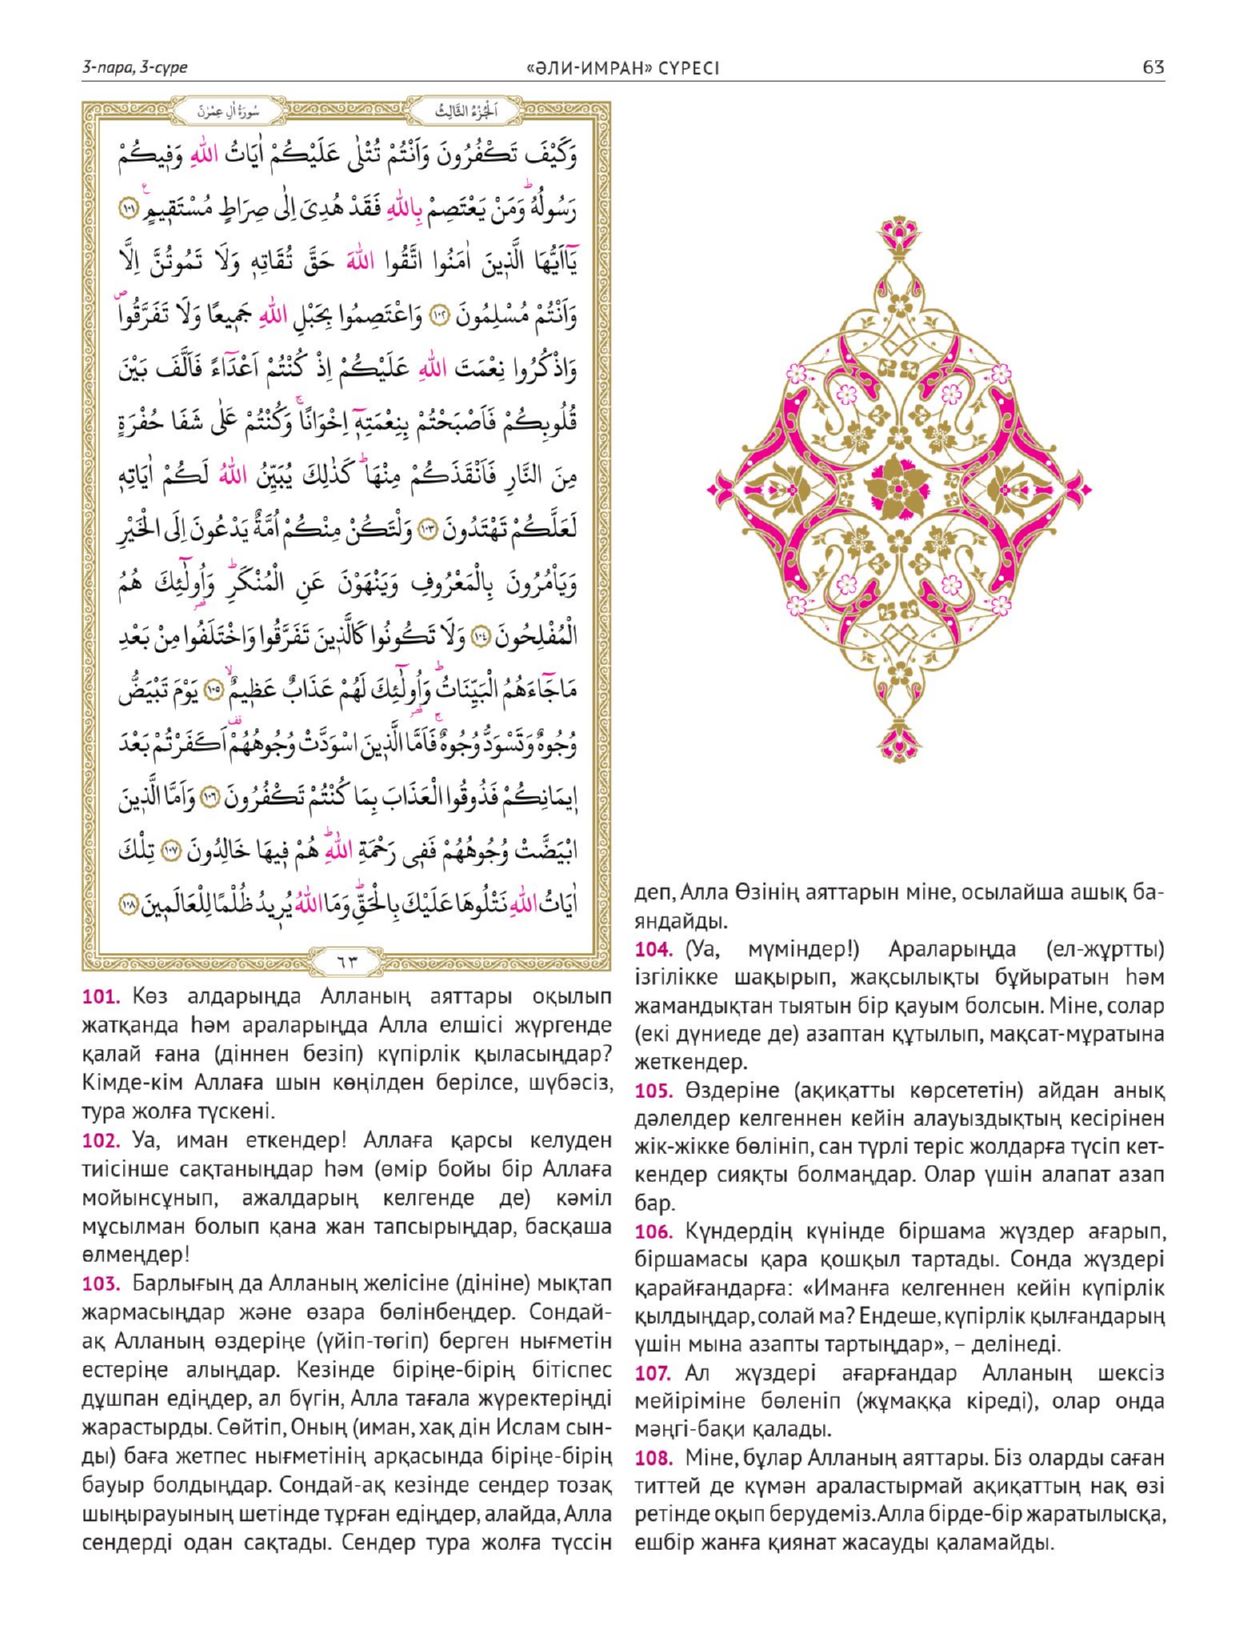 3-пара, 3-сүре
«ӘЛИ-ИМРАН» СҮРЕСІ
63
سُورَةُ اٰلِ عِمْرٰنَ
اَلْجُزْءُ الثَّالِثُ
وَكَيْفَ تَكْفُرُونَ وَاَنْتُمْ تُتْلٰى عَلَيْكُمْ اٰيَاتُ اللّٰهِ وَف۪يكُمْ
رَسُولُهُۜ وَمَنْ يَعْتَصِمْ بِاللّٰهِ فَقَدْ هُدِيَ اِلٰى صِرَاطٍ مُسْتَق۪يمٍ۟ ﴿١٠١﴾
يَٓا اَيُّهَا الَّذ۪ينَ اٰمَنُوا اتَّقُوا اللّٰهَ حَقَّ تُقَاتِه۪ وَلَا تَمُوتُنَّ اِلَّا
وَاَنْتُمْ مُسْلِمُونَ ﴿١٠٢﴾ وَاعْتَصِمُوا بِحَبْلِ اللّٰهِ جَم۪يعًا وَلَا تَفَرَّقُواۖ
وَاذْكُرُوا نِعْمَتَ اللّٰهِ عَلَيْكُمْ اِذْ كُنْتُمْ اَعْدَٓاءً فَاَلَّفَ بَيْنَ
قُلُوبِكُمْ فَاَصْبَحْتُمْ بِنِعْمَتِه۪ٓ اِخْوَانًاۚ وَكُنْتُمْ عَلٰى شَفَا حُفْرَةٍ
مِنَ النَّارِ فَاَنْقَذَكُمْ مِنْهَاۜ كَذٰلِكَ يُبَيِّنُ اللّٰهُ لَكُمْ اٰيَاتِه۪
لَعَلَّكُمْ تَهْتَدُونَ ﴿١٠٣﴾ وَلْتَكُنْ مِنْكُمْ اُمَّةٌ يَدْعُونَ اِلَى الْخَيْرِ
وَيَأْمُرُونَ بِالْمَعْرُوفِ وَيَنْهَوْنَ عَنِ الْمُنْكَرِۜ وَاُو۬لٰٓئِكَ هُمُ
الْمُفْلِحُونَ ﴿١٠٤﴾ وَلَا تَكُونُوا كَالَّذ۪ينَ تَفَرَّقُوا وَاخْتَلَفُوا مِنْ بَعْدِ
مَا جَٓاءَهُمُ الْبَيِّنَاتُۜ وَاُو۬لٰٓئِكَ لَهُمْ عَذَابٌ عَظ۪يمٌۙ ﴿١٠٥﴾ يَوْمَ تَبْيَضُّ
وُجُوهٌ وَتَسْوَدُّ وُجُوهٌۚ فَاَمَّا الَّذ۪ينَ اسْوَدَّتْ وُجُوهُهُمْ۠ اَكَفَرْتُمْ بَعْدَ
ا۪يمَانِكُمْ فَذُوقُوا الْعَذَابَ بِمَا كُنْتُمْ تَكْفُرُونَ ﴿١٠٦﴾ وَاَمَّا الَّذ۪ينَ
ابْيَضَّتْ وُجُوهُهُمْ فَف۪ي رَحْمَةِ اللّٰهِۜ هُمْ ف۪يهَا خَالِدُونَ ﴿١٠٧﴾ تِلْكَ
اٰيَاتُ اللّٰهِ نَتْلُوهَا عَلَيْكَ بِالْحَقِّۜ وَمَا اللّٰهُ يُر۪يدُ ظُلْمًا لِلْعَالَم۪ينَ ﴿١٠٨﴾
٦٣
101. Көз алдарыңда Алланың аяттары оқылып
жатқанда һәм араларыңда Алла елшісі жүргенде
қалай ғана (діннен безіп) күпірлік қыласыңдар?
Кімде-кім Аллаға шын көңілден берілсе, шүбәсіз,
тура жолға түскені.
102. Уа, иман еткендер! Аллаға қарсы келуден
тиісінше сақтаныңдар һәм (өмір бойы бір Аллаға
мойынсұнып, ажалдарың келгенде де) кәміл
мұсылман болып қана жан тапсырыңдар, басқаша
өлмеңдер!
103. Барлығың да Алланың желісіне (дініне) мықтап
жармасыңдар және өзара бөлінбеңдер. Сондай-
ақ Алланың өздеріңе (үйіп-төгіп) берген нығметін
естеріңе алыңдар. Кезінде біріңе-бірің бітіспес
дұшпан едіңдер, ал бүгін, Алла тағала жүректеріңді
жарастырды. Сөйтіп, Оның (иман, хақ дін Ислам сын-
ды) баға жетпес нығметінің арқасында біріңе-бірің
бауыр болдыңдар. Сондай-ақ кезінде сендер тозақ
шыңырауының шетінде тұрған едіңдер, алайда, Алла
сендерді одан сақтады. Сендер тура жолға түссін
деп, Алла Өзінің аяттарын міне, осылайша ашық ба-
яндайды.
104. (Уа, мүміндер!) Араларыңда (ел-жұртты)
ізгілікке шақырып, жақсылықты бұйыратын һәм
жамандықтан тыятын бір қауым болсын. Міне, солар
(екі дүниеде де) азаптан құтылып, мақсат-мұратына
жеткендер.
105. Өздеріне (ақиқатты көрсететін) айдан анық
дәлелдер келгеннен кейін алауыздықтың кесірінен
жік-жікке бөлініп, сан түрлі теріс жолдарға түсіп кет-
кендер сияқты болмаңдар. Олар үшін алапат азап
бар.
106. Күндердің күнінде біршама жүздер ағарып,
біршамасы қара қошқыл тартады. Сонда жүздері
қарайғандарға: «Иманға келгеннен кейін күпірлік
қылдыңдар, солай ма? Ендеше, күпірлік қылғандарың
үшін мына азапты тартыңдар», – делінеді.
107. Ал жүздері ағарғандар Алланың шексіз
мейіріміне бөленіп (жұмаққа кіреді), олар онда
мәңгі-бақи қалады.
108. Міне, бұлар Алланың аяттары. Біз оларды саған
титтей де күмән араластырмай ақиқаттың нақ өзі
ретінде оқып берудеміз. Алла бірде-бір жаратылысқа,
ешбір жанға қиянат жасауды қаламайды.